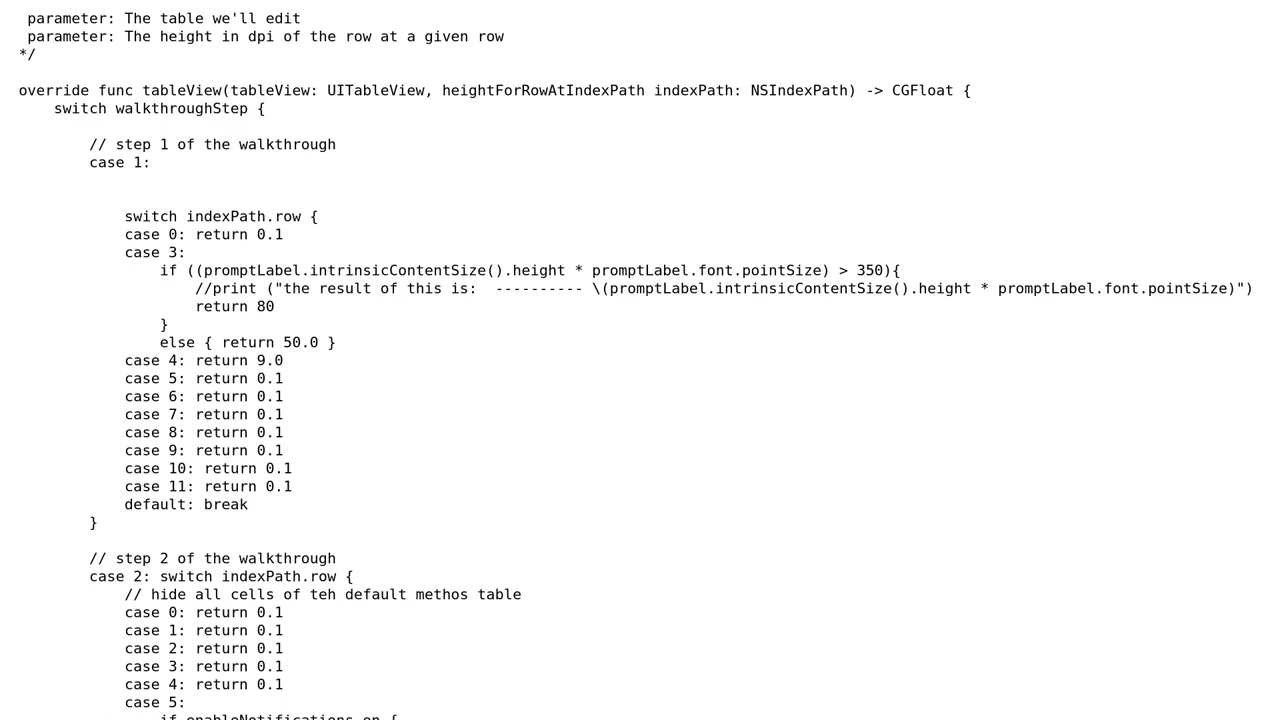 parameter: The table we'll edit
parameter: The height in dpi of the row at a given row
*/
override func tableView(tableView: UITableView, heightForRowAtIndexPath indexPath: NSIndexPath) -> CGFloat {
switch walkthroughStep {
// step 1 of the walkthrough
case 1:
switch indexPath.row {
case 0: return 0.1
case 3:
if ((promptLabel.intrinsicContentSize().height * promptLabel.font.pointSize) > 350){
//print ("the result of this is:  ---------- \(promptLabel.intrinsicContentSize().height * promptLabel.font.pointSize)")
return 80
}
else { return 50.0 }
case 4: return 9.0
case 5: return 0.1
case 6: return 0.1
case 7: return 0.1
case 8: return 0.1
case 9: return 0.1
case 10: return 0.1
case 11: return 0.1
default: break
}
// step 2 of the walkthrough
case 2: switch indexPath.row {
// hide all cells of teh default methos table
case 0: return 0.1
case 1: return 0.1
case 2: return 0.1
case 3: return 0.1
case 4: return 0.1
case 5:
if enableNotifications.on {